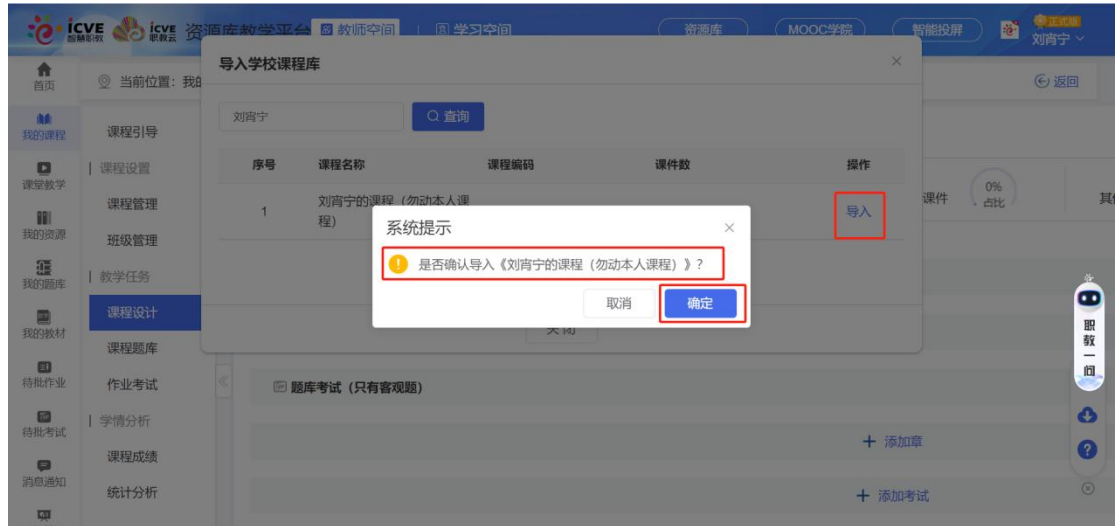 icve 智慧职教 icve 职教云 资源库教学平台 教师空间 学习空间 资源库 MOOC学院 智能投屏 正式版 刘宵宁
首页
当前位置：我的
返回
导入学校课程库
刘宵宁
查询
序号 课程名称 课程编码 课件数 操作
1 刘宵宁的课程（勿动本人课
程）
导入
系统提示
是否确认导入《刘宵宁的课程（勿动本人课程）》？
取消 确定
关闭
课件 0%
占比
其他
我的课程
课堂教学
我的资源
我的题库
我的教材
待批作业
待批考试
消息通知
课程引导
课程设置
课程管理
班级管理
教学任务
课程设计
课程题库
作业考试
学情分析
课程成绩
统计分析
题库考试（只有客观题）
添加章
添加考试
职教一问